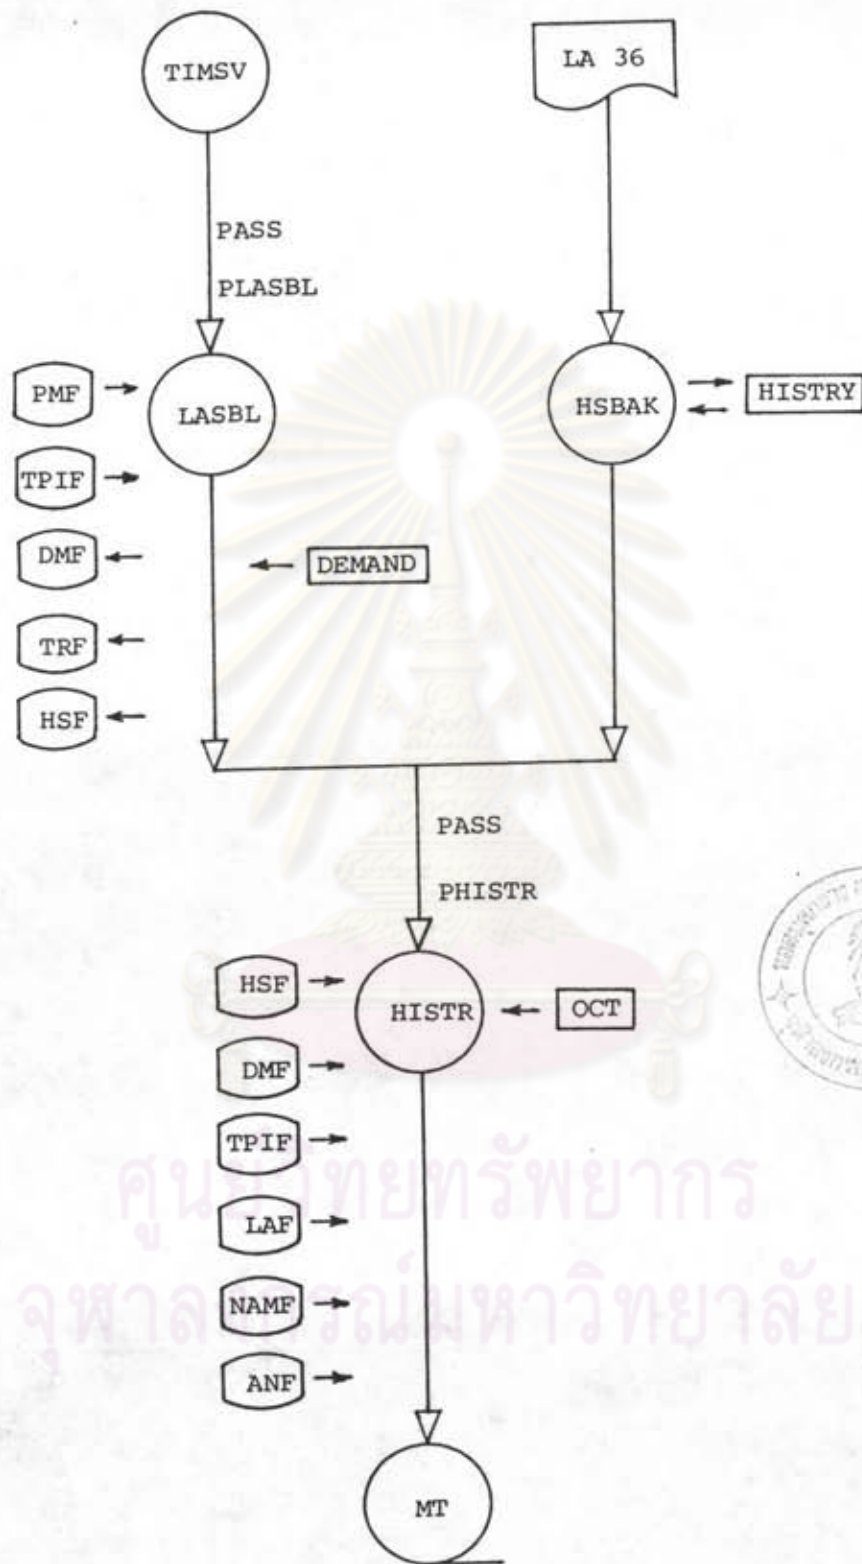 TIMSV
LA 36
PASS
PLASBL
PMF
LASBL
HSBAK
HISTRY
TPIF
DMF
DEMAND
TRF
HSF
PASS
PHISTR
HSF
HISTR
OCT
DMF
TPIF
LAF
NAMF
ANF
MT
ศูนย์วิทยทรัพยากร
จุฬาลงกรณ์มหาวิทยาลัย